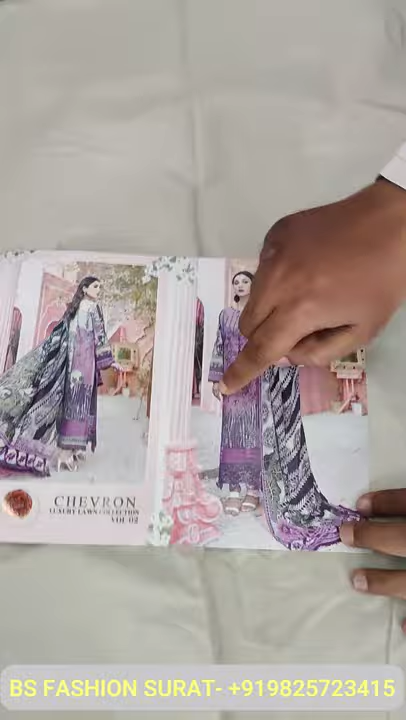 CHEVRON
LUXURY LAWN COLLECTION
VOL 02
BS FASHION SURAT- +919825723415